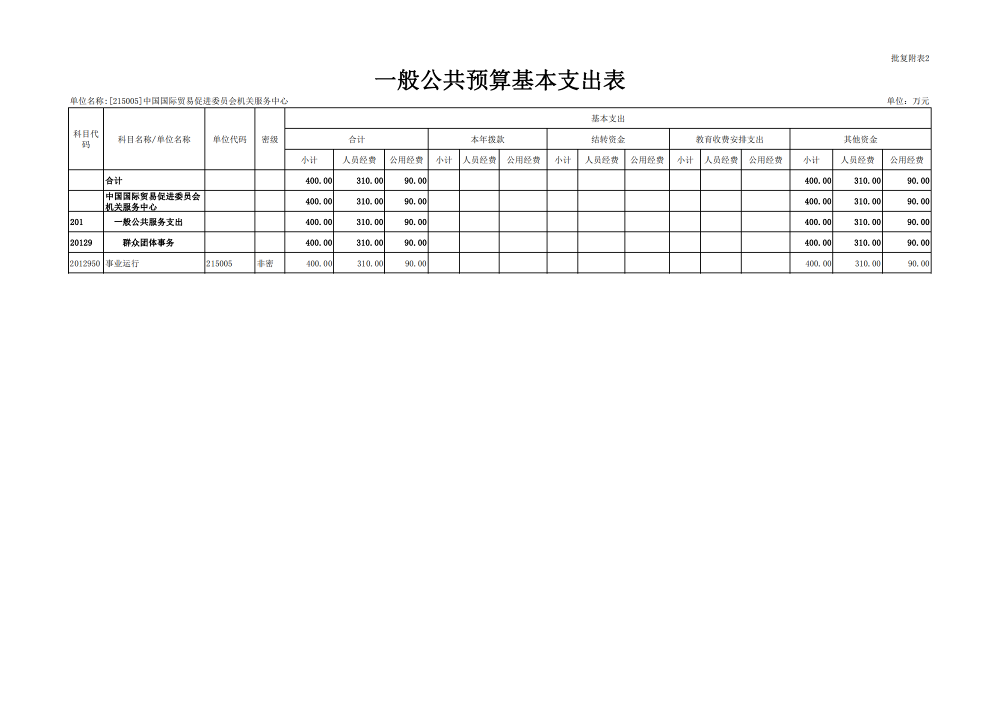 批复附表2
一般公共预算基本支出表
单位名称:[215005]中国国际贸易促进委员会机关服务中心 单位：万元
科目代码 科目名称/单位名称 单位代码 密级 基本支出
合计 本年拨款 结转资金 教育收费安排支出 其他资金
小计 人员经费 公用经费 小计 人员经费 公用经费 小计 人员经费 公用经费 小计 人员经费 公用经费 小计 人员经费 公用经费
合计 400.00 310.00 90.00 400.00 310.00 90.00
中国国际贸易促进委员会
机关服务中心 400.00 310.00 90.00 400.00 310.00 90.00
201 一般公共服务支出 400.00 310.00 90.00 400.00 310.00 90.00
20129 群众团体事务 400.00 310.00 90.00 400.00 310.00 90.00
2012950 事业运行 215005 非密 400.00 310.00 90.00 400.00 310.00 90.00